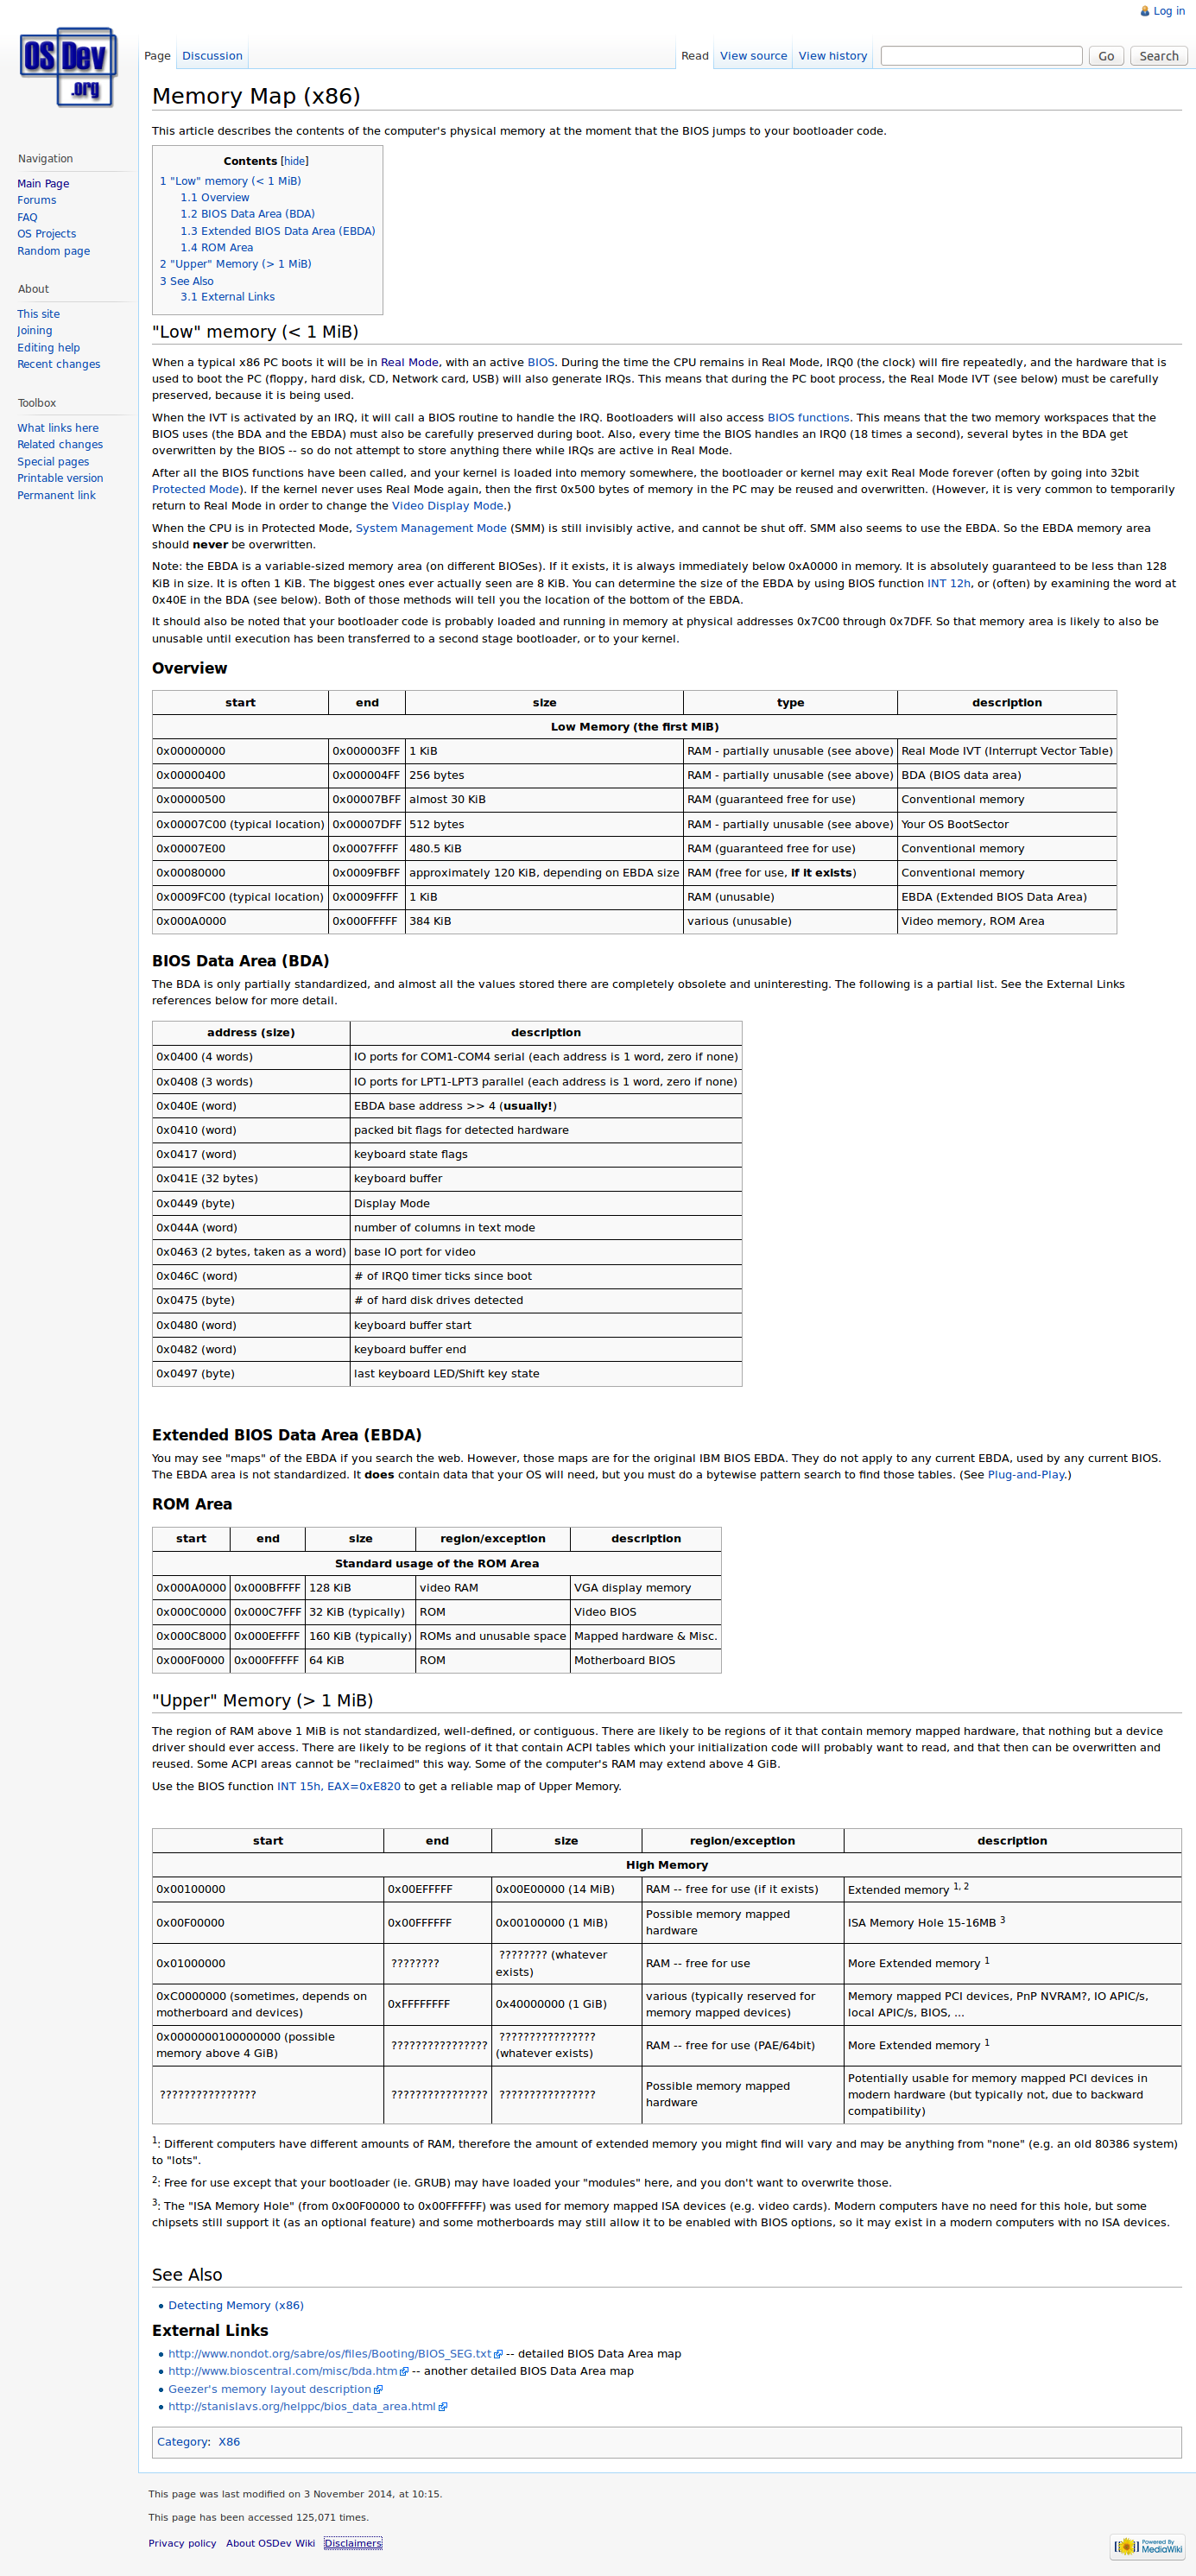 Log in
OS Dev
.org
Page Discussion Read View source View history Go Search
Memory Map (x86)
This article describes the contents of the computer's physical memory at the moment that the BIOS jumps to your bootloader code.
Navigation
Main Page
Forums
FAQ
OS Projects
Random page
About
This site
Joining
Editing help
Recent changes
Toolbox
What links here
Related changes
Special pages
Printable version
Permanent link
Contents [hide]
1 "Low" memory (< 1 MiB)
1.1 Overview
1.2 BIOS Data Area (BDA)
1.3 Extended BIOS Data Area (EBDA)
1.4 ROM Area
2 "Upper" Memory (> 1 MiB)
3 See Also
3.1 External Links
"Low" memory (< 1 MiB)
When a typical x86 PC boots it will be in Real Mode, with an active BIOS. During the time the CPU remains in Real Mode, IRQ0 (the clock) will fire repeatedly, and the hardware that is
used to boot the PC (floppy, hard disk, CD, Network card, USB) will also generate IRQs. This means that during the PC boot process, the Real Mode IVT (see below) must be carefully
preserved, because it is being used.
When the IVT is activated by an IRQ, it will call a BIOS routine to handle the IRQ. Bootloaders will also access BIOS functions. This means that the two memory workspaces that the
BIOS uses (the BDA and the EBDA) must also be carefully preserved during boot. Also, every time the BIOS handles an IRQ0 (18 times a second), several bytes in the BDA get
overwritten by the BIOS -- so do not attempt to store anything there while IRQs are active in Real Mode.
After all the BIOS functions have been called, and your kernel is loaded into memory somewhere, the bootloader or kernel may exit Real Mode forever (often by going into 32bit
Protected Mode). If the kernel never uses Real Mode again, then the first 0x500 bytes of memory in the PC may be reused and overwritten. (However, it is very common to temporarily
return to Real Mode in order to change the Video Display Mode.)
When the CPU is in Protected Mode, System Management Mode (SMM) is still invisibly active, and cannot be shut off. SMM also seems to use the EBDA. So the EBDA memory area
should never be overwritten.
Note: the EBDA is a variable-sized memory area (on different BIOSes). If it exists, it is always immediately below 0xA0000 in memory. It is absolutely guaranteed to be less than 128
KiB in size. It is often 1 KiB. The biggest ones ever actually seen are 8 KiB. You can determine the size of the EBDA by using BIOS function INT 12h, or (often) by examining the word at
0x40E in the BDA (see below). Both of those methods will tell you the location of the bottom of the EBDA.
It should also be noted that your bootloader code is probably loaded and running in memory at physical addresses 0x7C00 through 0x7DFF. So that memory area is likely to also be
unusable until execution has been transferred to a second stage bootloader, or to your kernel.
Overview
start end size type description
Low Memory (the first MiB)
0x00000000 0x000003FF 1 KiB RAM - partially unusable (see above) Real Mode IVT (Interrupt Vector Table)
0x00000400 0x000004FF 256 bytes RAM - partially unusable (see above) BDA (BIOS data area)
0x00000500 0x00007BFF almost 30 KiB RAM (guaranteed free for use) Conventional memory
0x00007C00 (typical location) 0x00007DFF 512 bytes RAM - partially unusable (see above) Your OS BootSector
0x00007E00 0x0007FFFF 480.5 KiB RAM (guaranteed free for use) Conventional memory
0x00080000 0x0009FBFF approximately 120 KiB, depending on EBDA size RAM (free for use, if it exists) Conventional memory
0x0009FC00 (typical location) 0x0009FFFF 1 KiB RAM (unusable) EBDA (Extended BIOS Data Area)
0x000A0000 0x000FFFFF 384 KiB various (unusable) Video memory, ROM Area
BIOS Data Area (BDA)
The BDA is only partially standardized, and almost all the values stored there are completely obsolete and uninteresting. The following is a partial list. See the External Links
references below for more detail.
address (size) description
0x0400 (4 words) IO ports for COM1-COM4 serial (each address is 1 word, zero if none)
0x0408 (3 words) IO ports for LPT1-LPT3 parallel (each address is 1 word, zero if none)
0x040E (word) EBDA base address >> 4 (usually!)
0x0410 (word) packed bit flags for detected hardware
0x0417 (word) keyboard state flags
0x041E (32 bytes) keyboard buffer
0x0449 (byte) Display Mode
0x044A (word) number of columns in text mode
0x0463 (2 bytes, taken as a word) base IO port for video
0x046C (word) # of IRQ0 timer ticks since boot
0x0475 (byte) # of hard disk drives detected
0x0480 (word) keyboard buffer start
0x0482 (word) keyboard buffer end
0x0497 (byte) last keyboard LED/Shift key state
Extended BIOS Data Area (EBDA)
You may see "maps" of the EBDA if you search the web. However, those maps are for the original IBM BIOS EBDA. They do not apply to any current EBDA, used by any current BIOS.
The EBDA area is not standardized. It does contain data that your OS will need, but you must do a bytewise pattern search to find those tables. (See Plug-and-Play.)
ROM Area
start end size region/exception description
Standard usage of the ROM Area
0x000A0000 0x000BFFFF 128 KiB video RAM VGA display memory
0x000C0000 0x000C7FFF 32 KiB (typically) ROM Video BIOS
0x000C8000 0x000EFFFF 160 KiB (typically) ROMs and unusable space Mapped hardware & Misc.
0x000F0000 0x000FFFFF 64 KiB ROM Motherboard BIOS
"Upper" Memory (> 1 MiB)
The region of RAM above 1 MiB is not standardized, well-defined, or contiguous. There are likely to be regions of it that contain memory mapped hardware, that nothing but a device
driver should ever access. There are likely to be regions of it that contain ACPI tables which your initialization code will probably want to read, and that then can be overwritten and
reused. Some ACPI areas cannot be "reclaimed" this way. Some of the computer's RAM may extend above 4 GiB.
Use the BIOS function INT 15h, EAX=0xE820 to get a reliable map of Upper Memory.
start end size region/exception description
High Memory
0x00100000 0x00EFFFFF 0x00E00000 (14 MiB) RAM -- free for use (if it exists) Extended memory 1, 2
0x00F00000 0x00FFFFFF 0x00100000 (1 MiB) Possible memory mapped
hardware ISA Memory Hole 15-16MB 3
0x01000000 ???????? ???????? (whatever
exists) RAM -- free for use More Extended memory 1
0xC0000000 (sometimes, depends on
motherboard and devices) 0xFFFFFFFF 0x40000000 (1 GiB) various (typically reserved for
memory mapped devices) Memory mapped PCI devices, PnP NVRAM?, IO APIC/s,
local APIC/s, BIOS, ...
0x0000000100000000 (possible
memory above 4 GiB) ???????????????? ????????????????
(whatever exists) RAM -- free for use (PAE/64bit) More Extended memory 1
???????????????? ???????????????? ???????????????? Possible memory mapped
hardware Potentially usable for memory mapped PCI devices in
modern hardware (but typically not, due to backward
compatibility)
1: Different computers have different amounts of RAM, therefore the amount of extended memory you might find will vary and may be anything from "none" (e.g. an old 80386 system)
to "lots".
2: Free for use except that your bootloader (ie. GRUB) may have loaded your "modules" here, and you don't want to overwrite those.
3: The "ISA Memory Hole" (from 0x00F00000 to 0x00FFFFFF) was used for memory mapped ISA devices (e.g. video cards). Modern computers have no need for this hole, but some
chipsets still support it (as an optional feature) and some motherboards may still allow it to be enabled with BIOS options, so it may exist in a modern computers with no ISA devices.
See Also
Detecting Memory (x86)
External Links
http://www.nondot.org/sabre/os/files/Booting/BIOS_SEG.txt -- detailed BIOS Data Area map
http://www.bioscentral.com/misc/bda.htm -- another detailed BIOS Data Area map
Geezer's memory layout description
http://stanislavs.org/helppc/bios_data_area.html
Category: X86
This page was last modified on 3 November 2014, at 10:15.
This page has been accessed 125,071 times.
Privacy policy About OSDev Wiki Disclaimers
Powered By
MediaWiki